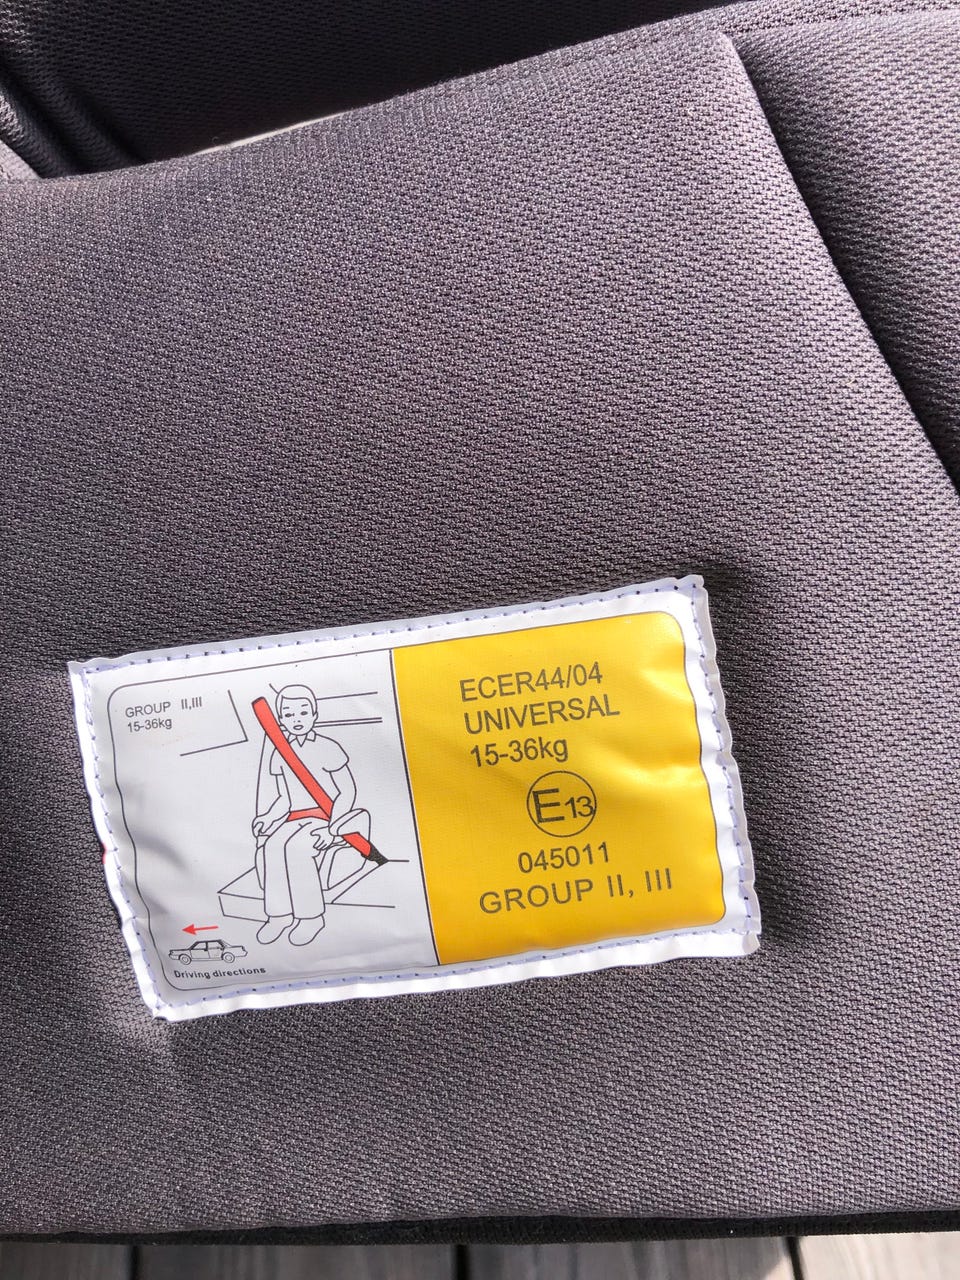 GROUP II,III
15-36kg
Driving directions
ECER44/04
UNIVERSAL
15-36kg
E13
045011
GROUP II, III